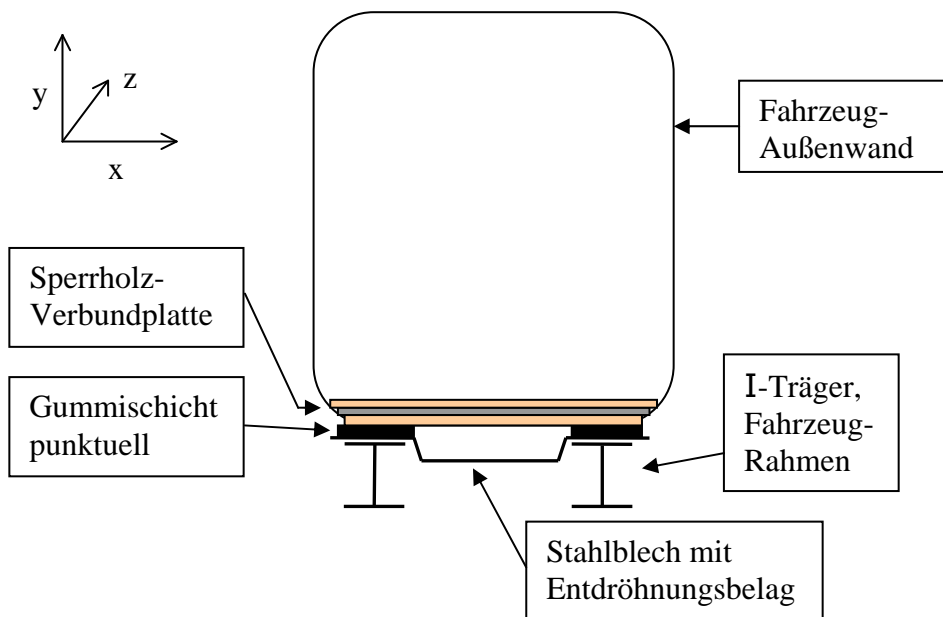 y
z
x
Fahrzeug-
Außenwand
Sperrholz-
Verbundplatte
Gummischicht
punktuell
I-Träger,
Fahrzeug-
Rahmen
Stahlblech mit
Entdröhnungsbelag